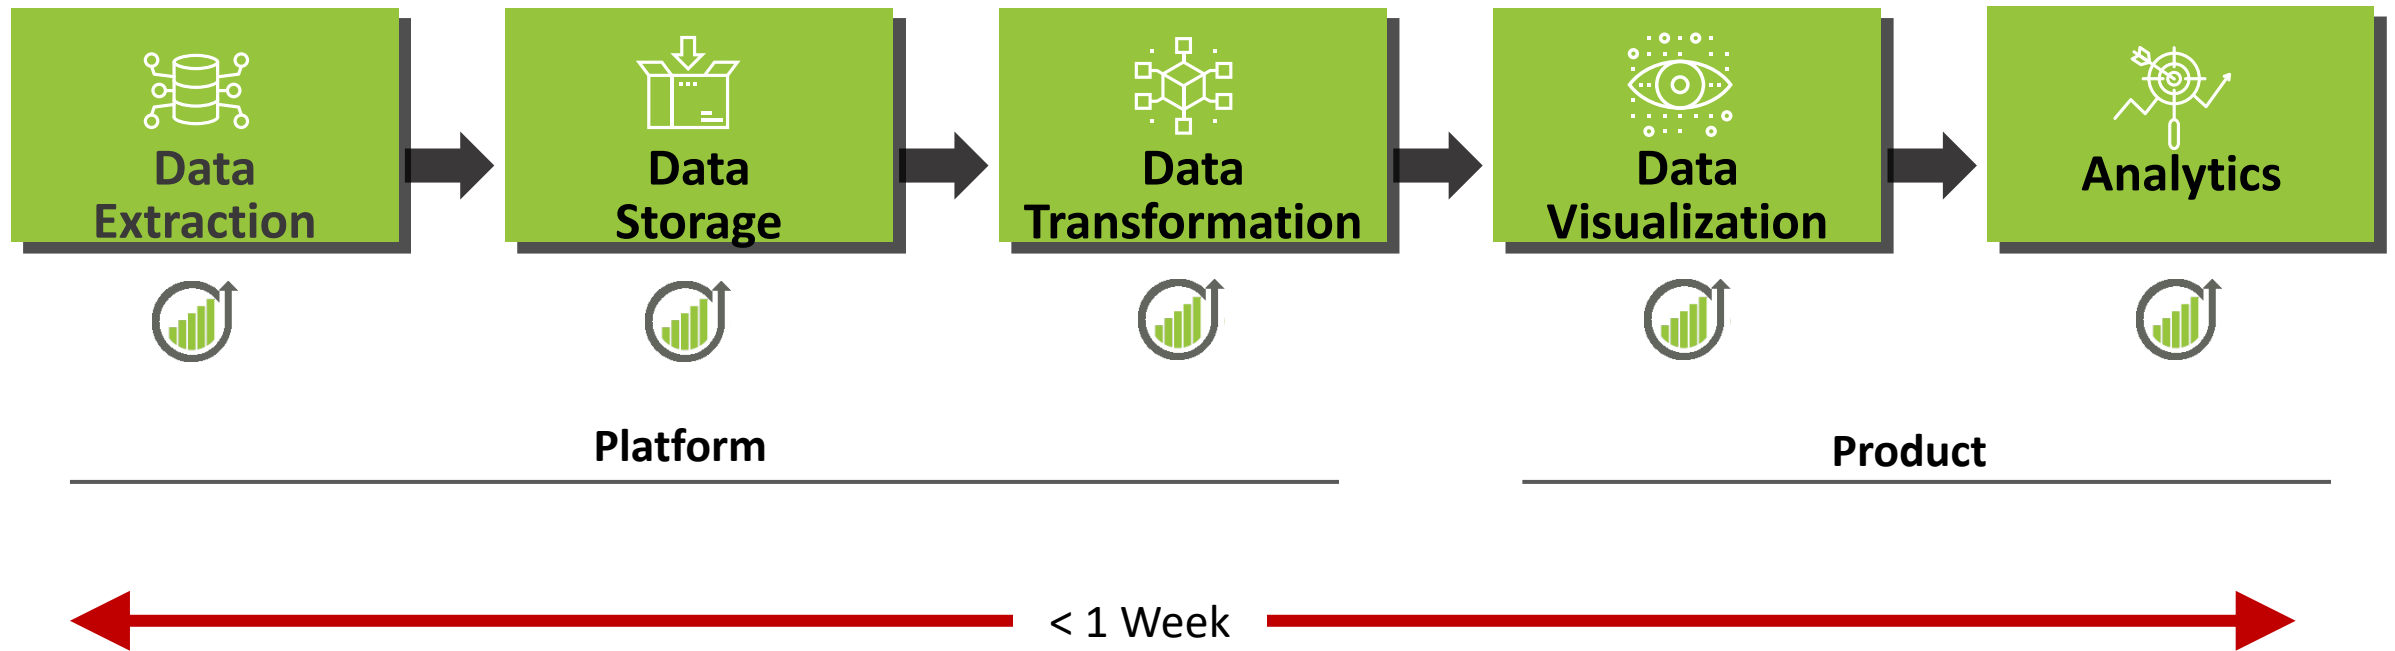 Data
Extraction
Data
Storage
Data
Transformation
Data
Visualization
Analytics
Platform
Product
< 1 Week